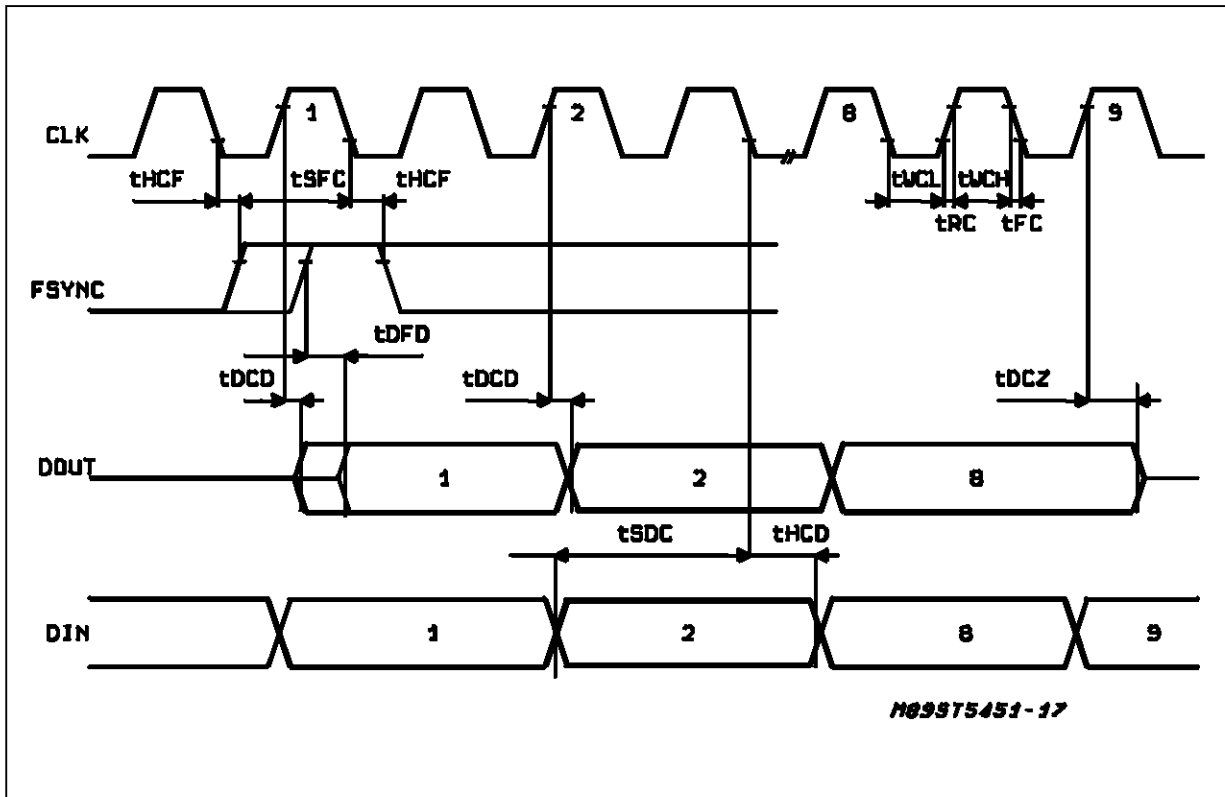 1 2 8 9
CLK
tHCF tSFC tHCF tWCL tWCH
tRC tFC
FSYNC
tDFD
tDCD tDCD tDCZ
DOUT 1 2 8
tSDC tHCD
DIN 1 2 8 9
M89ST5451-17